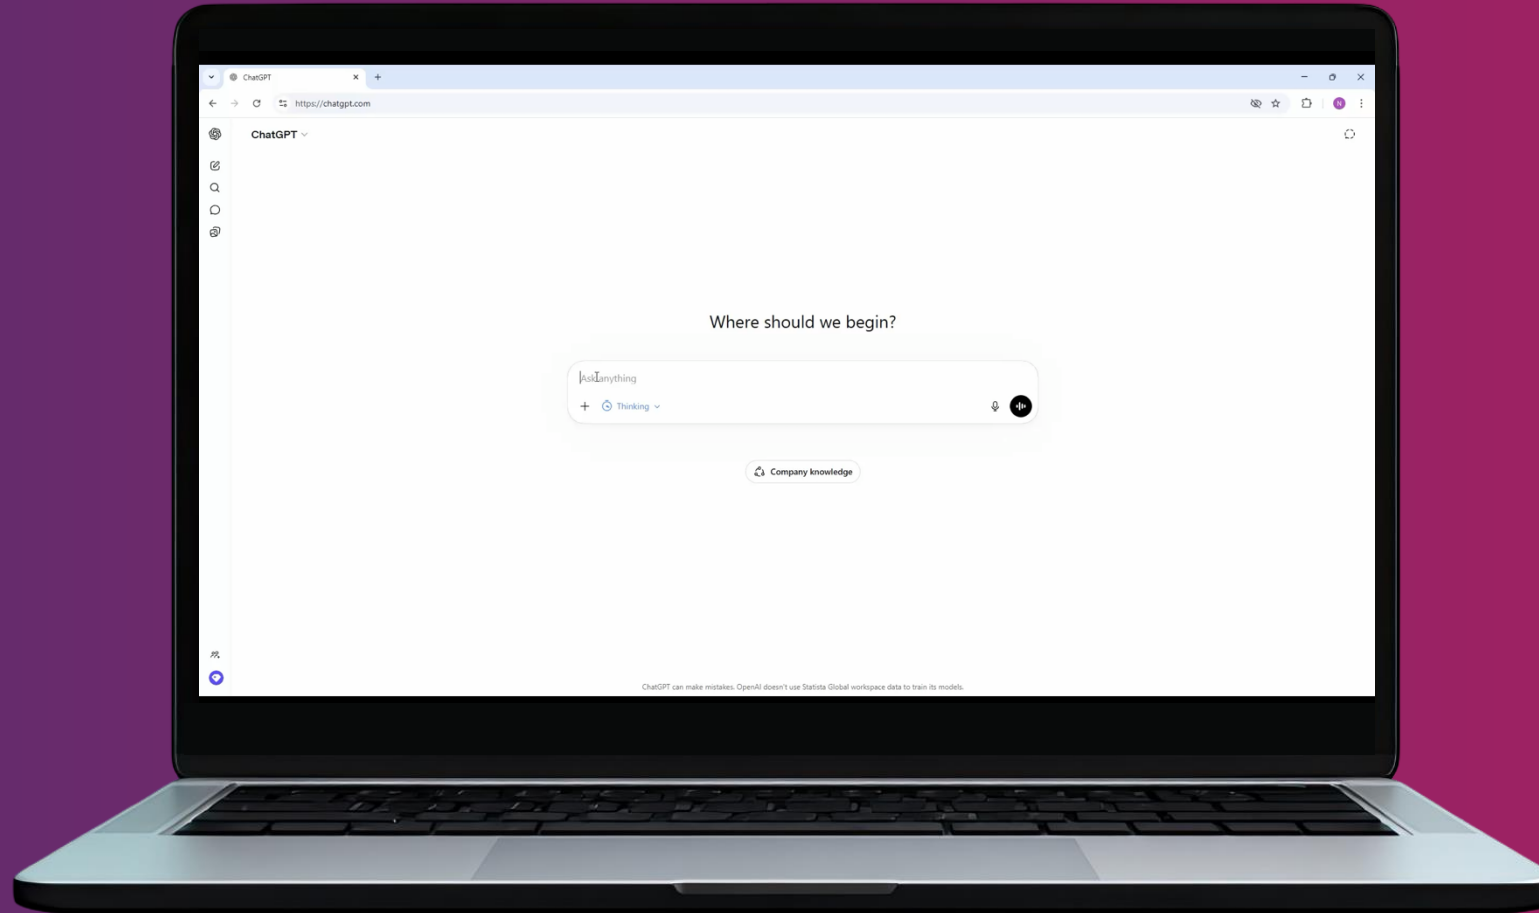 ChatGPT
https://chatgpt.com
N
ChatGPT
Where should we begin?
Ask anything
Thinking
Company knowledge
ChatGPT can make mistakes. OpenAI doesn't use Statista Global workspace data to train its models.